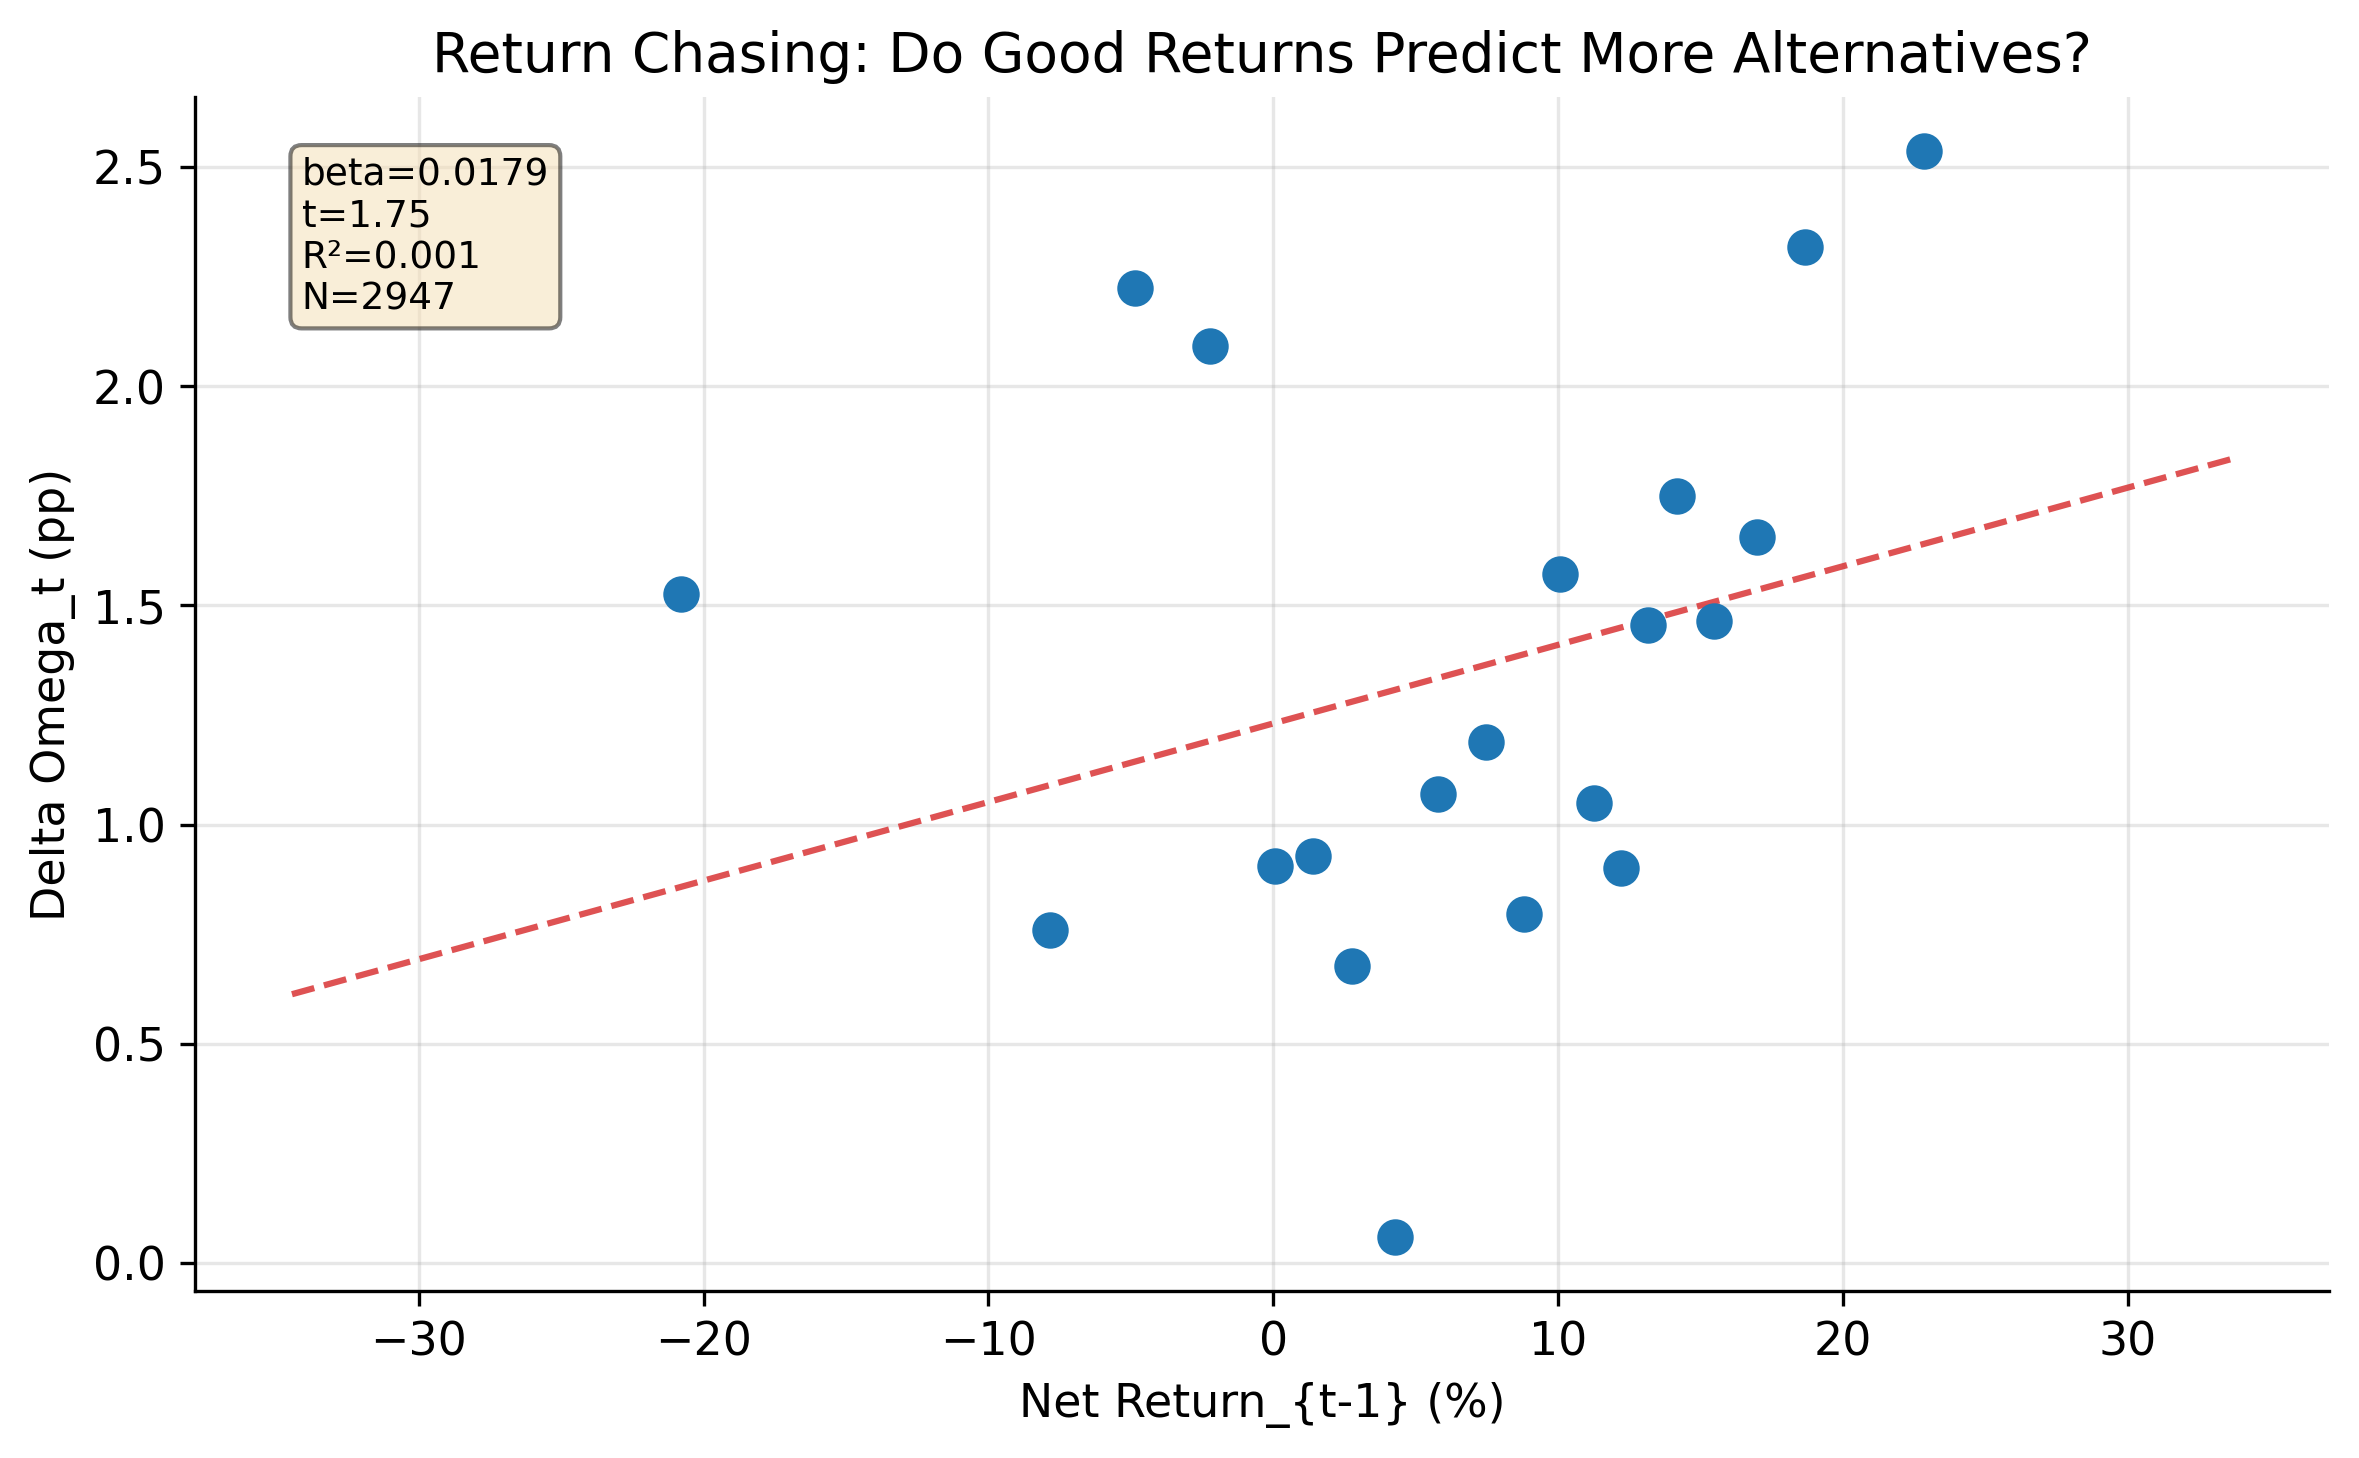 Return Chasing: Do Good Returns Predict More Alternatives?
beta=0.0179
t=1.75
R²=0.001
N=2947
Delta Omega_t (pp)
2.5
2.0
1.5
1.0
0.5
0.0
−30
−20
−10
0
10
20
30
Net Return_{t-1} (%)